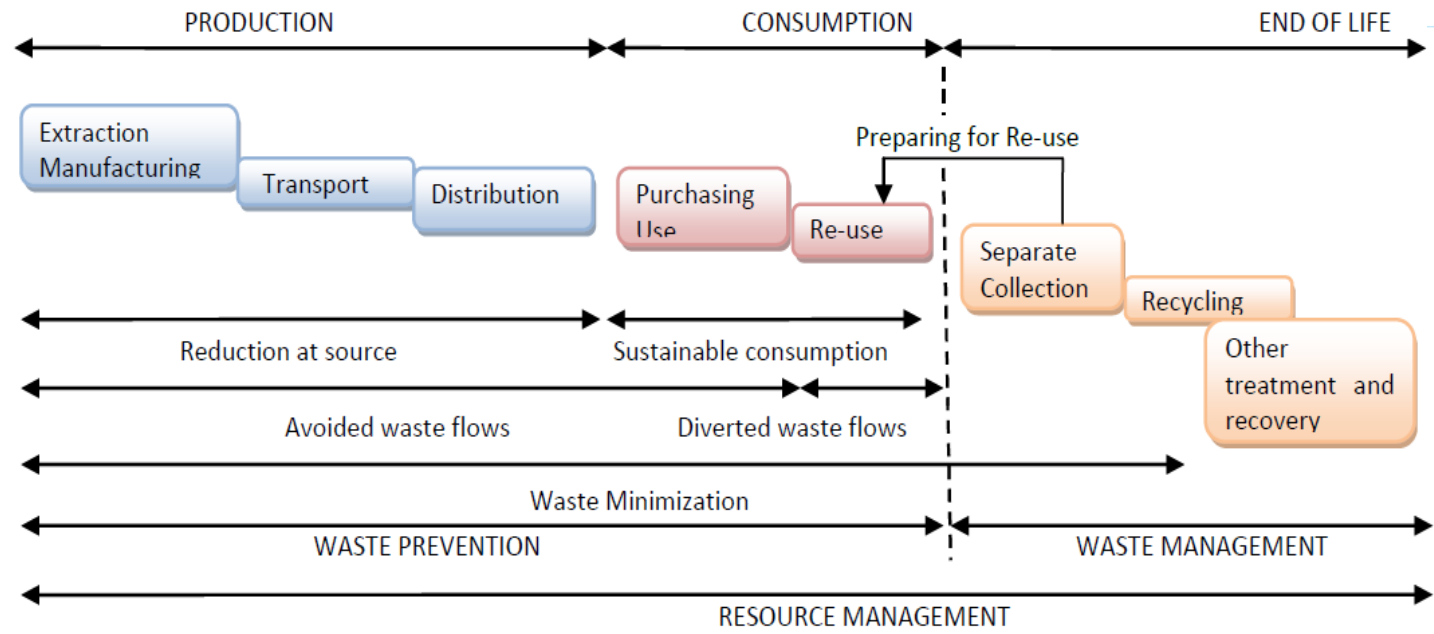 PRODUCTION
CONSUMPTION
END OF LIFE
Extraction
Manufacturing
Transport
Distribution
Purchasing
Use
Re-use
Preparing for Re-use
Separate
Collection
Recycling
Other
treatment and
recovery
Reduction at source
Sustainable consumption
Avoided waste flows
Diverted waste flows
Waste Minimization
WASTE PREVENTION
WASTE MANAGEMENT
RESOURCE MANAGEMENT